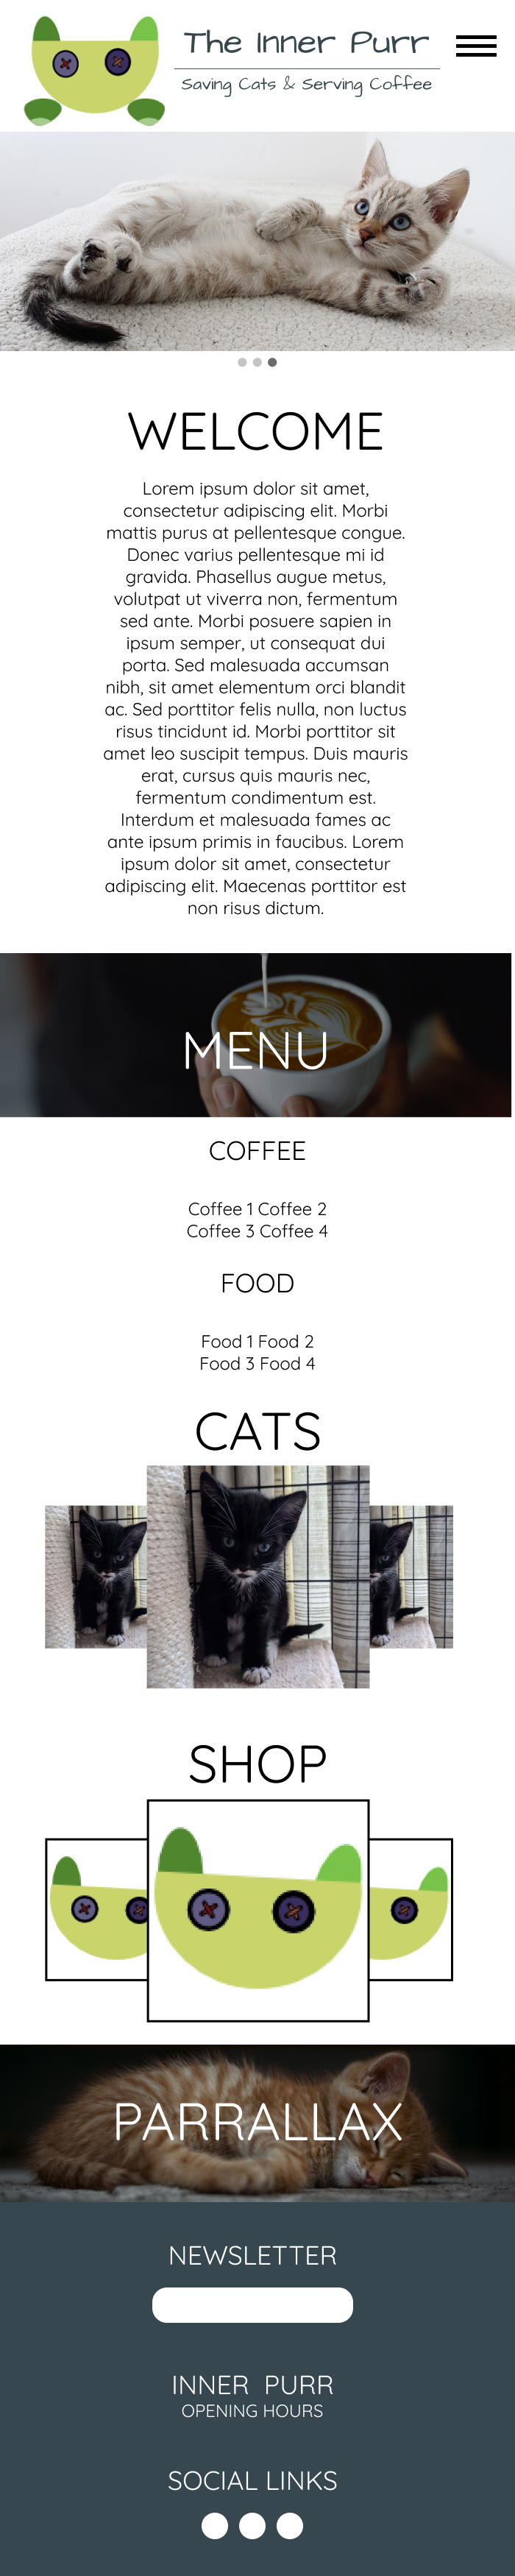 The Inner Purr
Saving Cats & Serving Coffee
WELCOME
Lorem ipsum dolor sit amet,
consectetur adipiscing elit. Morbi
mattis purus at pellentesque congue.
Donec varius pellentesque mi id
gravida. Phasellus augue metus,
volutpat ut viverra non, fermentum
sed ante. Morbi posuere sapien in
ipsum semper, ut consequat dui
porta. Sed malesuada accumsan
nibh, sit amet elementum orci blandit
ac. Sed porttitor felis nulla, non luctus
risus tincidunt id. Morbi porttitor sit
amet leo suscipit tempus. Duis mauris
erat, cursus quis mauris nec,
fermentum condimentum est.
Interdum et malesuada fames ac
ante ipsum primis in faucibus. Lorem
ipsum dolor sit amet, consectetur
adipiscing elit. Maecenas porttitor est
non risus dictum.
MENU
COFFEE
Coffee 1 Coffee 2
Coffee 3 Coffee 4
FOOD
Food 1 Food 2
Food 3 Food 4
CATS
SHOP
PARRALLAX
NEWSLETTER
INNER PURR
OPENING HOURS
SOCIAL LINKS